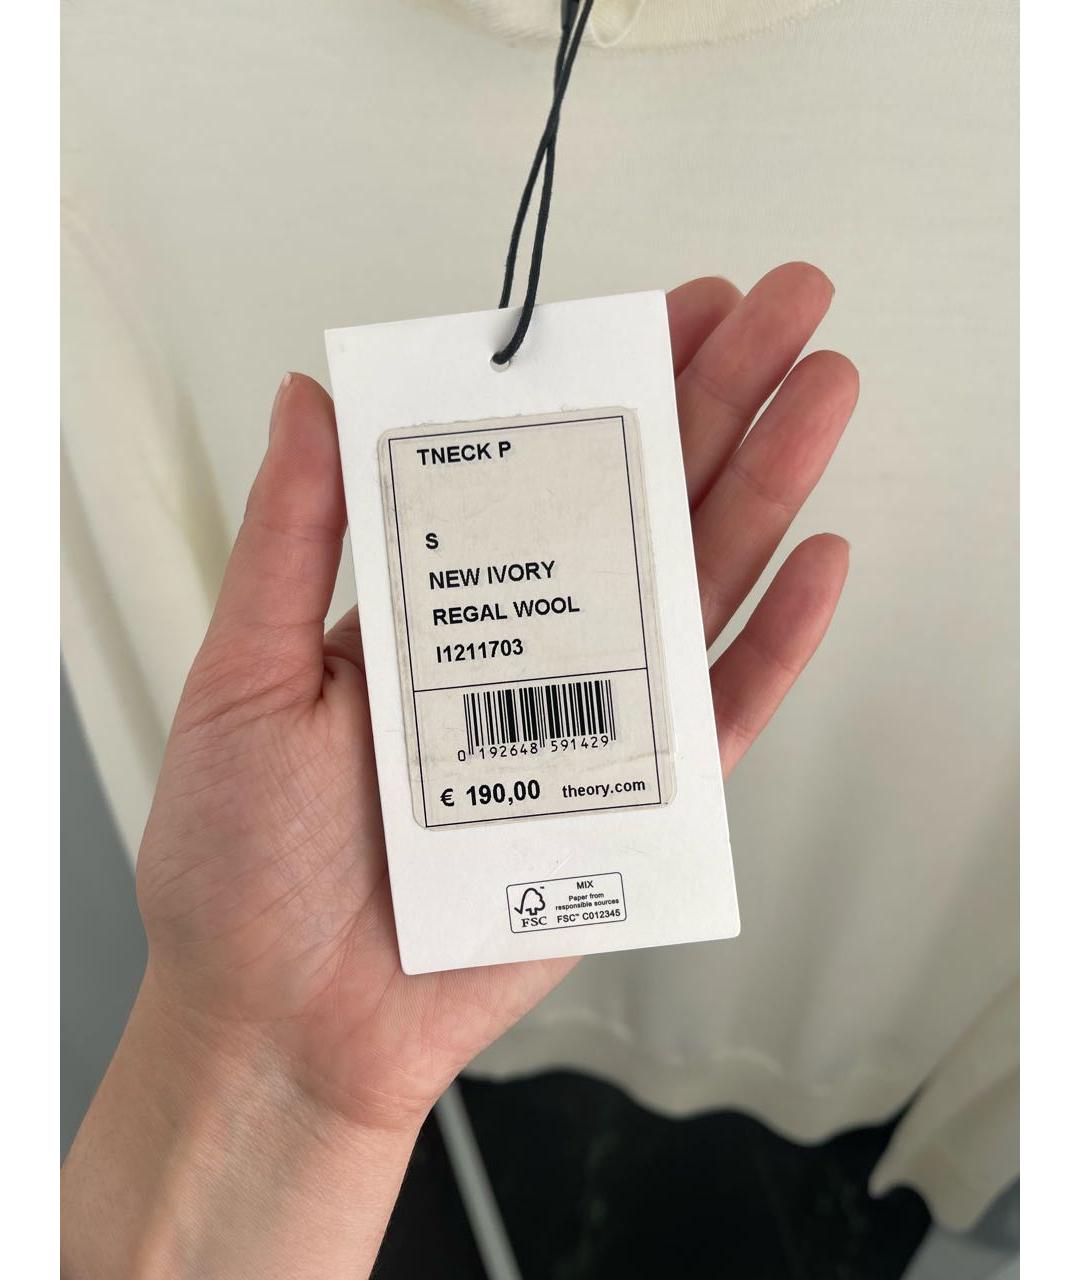 TNECK P
S
NEW IVORY
REGAL WOOL
I1211703
0 192648 591429
€ 190,00 theory.com
MIX
Paper from
responsible sources
FSC™ C012345
FSC